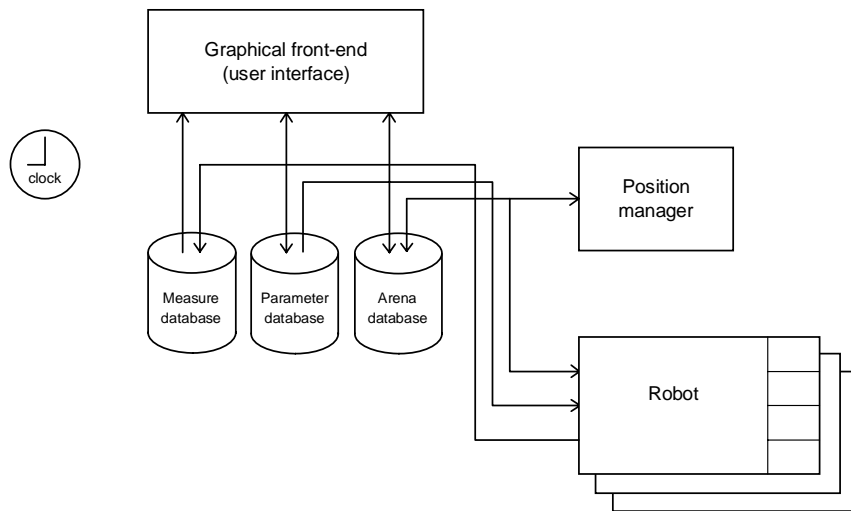 Graphical front-end
(user interface)
clock
Position
manager
Measure
database
Parameter
database
Arena
database
Robot